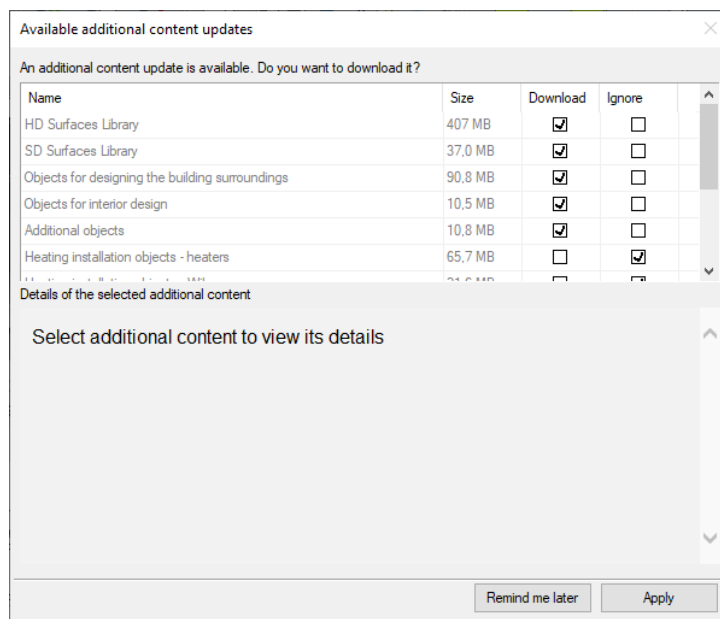 Available additional content updates
An additional content update is available. Do you want to download it?
Name Size Download Ignore
HD Surfaces Library 407 MB
SD Surfaces Library 37,0 MB
Objects for designing the building surroundings 90,8 MB
Objects for interior design 10,5 MB
Additional objects 10,8 MB
Heating installation objects - heaters 65,7 MB
Details of the selected additional content
Select additional content to view its details
Remind me later Apply